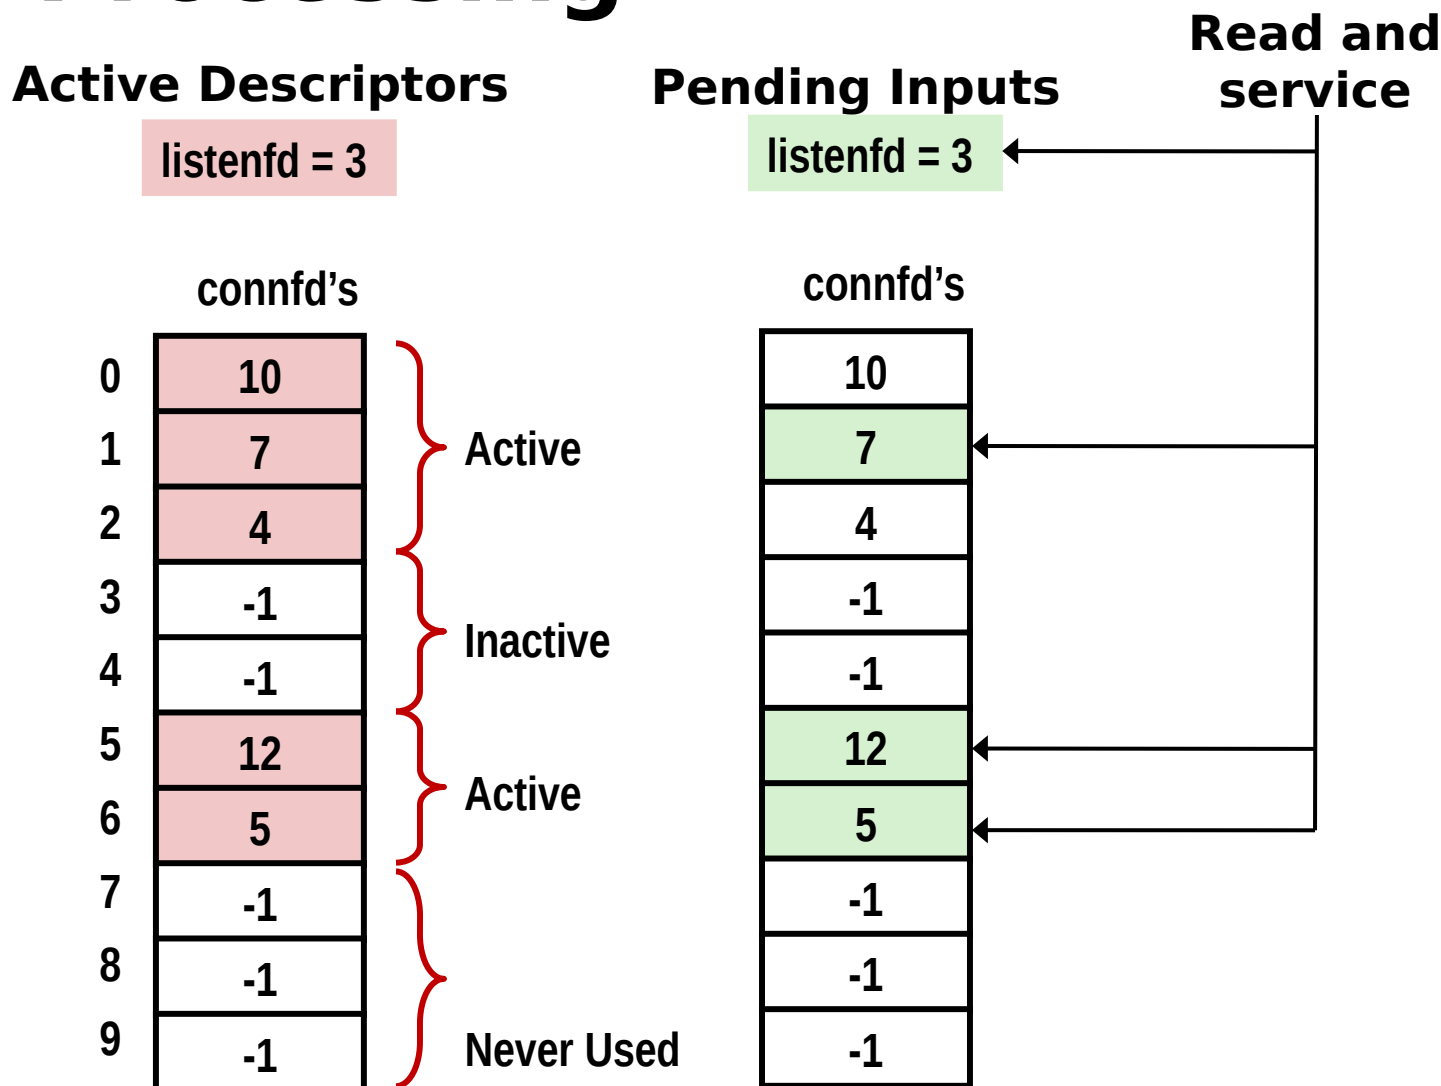 Processing
Active Descriptors
listenfd = 3
connfd’s
0 10
1 7
2 4
3 -1
4 -1
5 12
6 5
7 -1
8 -1
9 -1
Active
Inactive
Active
Never Used
Pending Inputs
listenfd = 3
connfd’s
10
7
4
-1
-1
12
5
-1
-1
-1
Read and
service